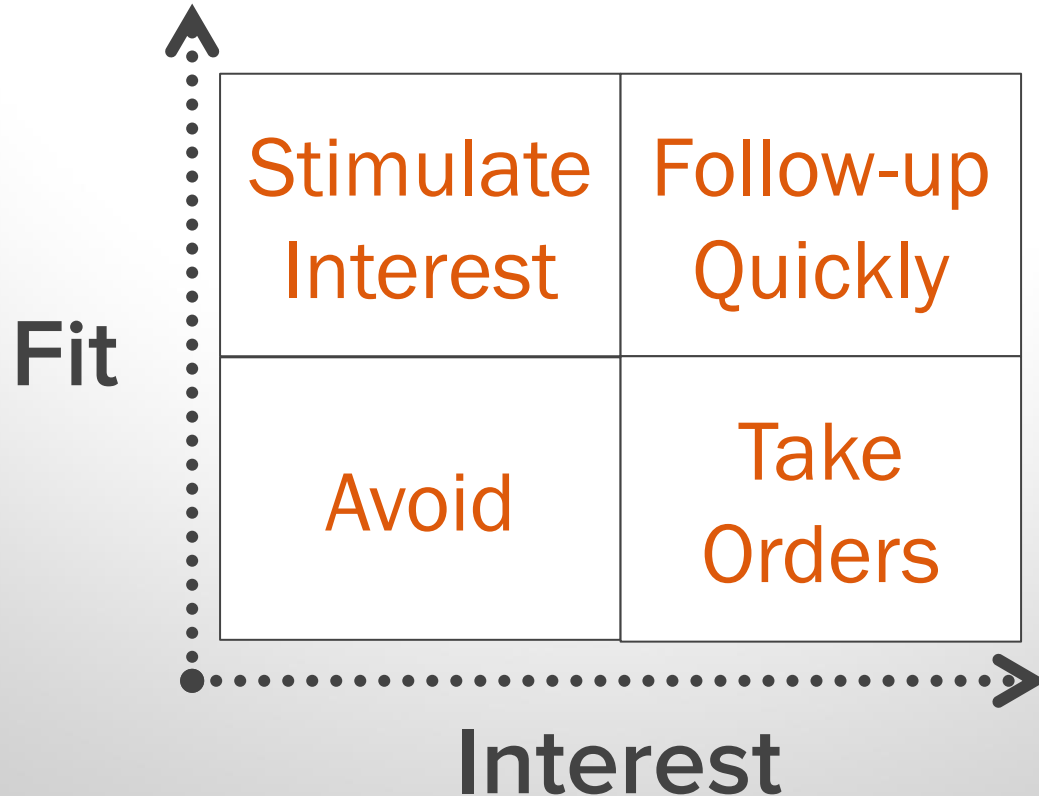 Stimulate
Interest
Follow-up
Quickly
Fit
Avoid
Take
Orders
Interest